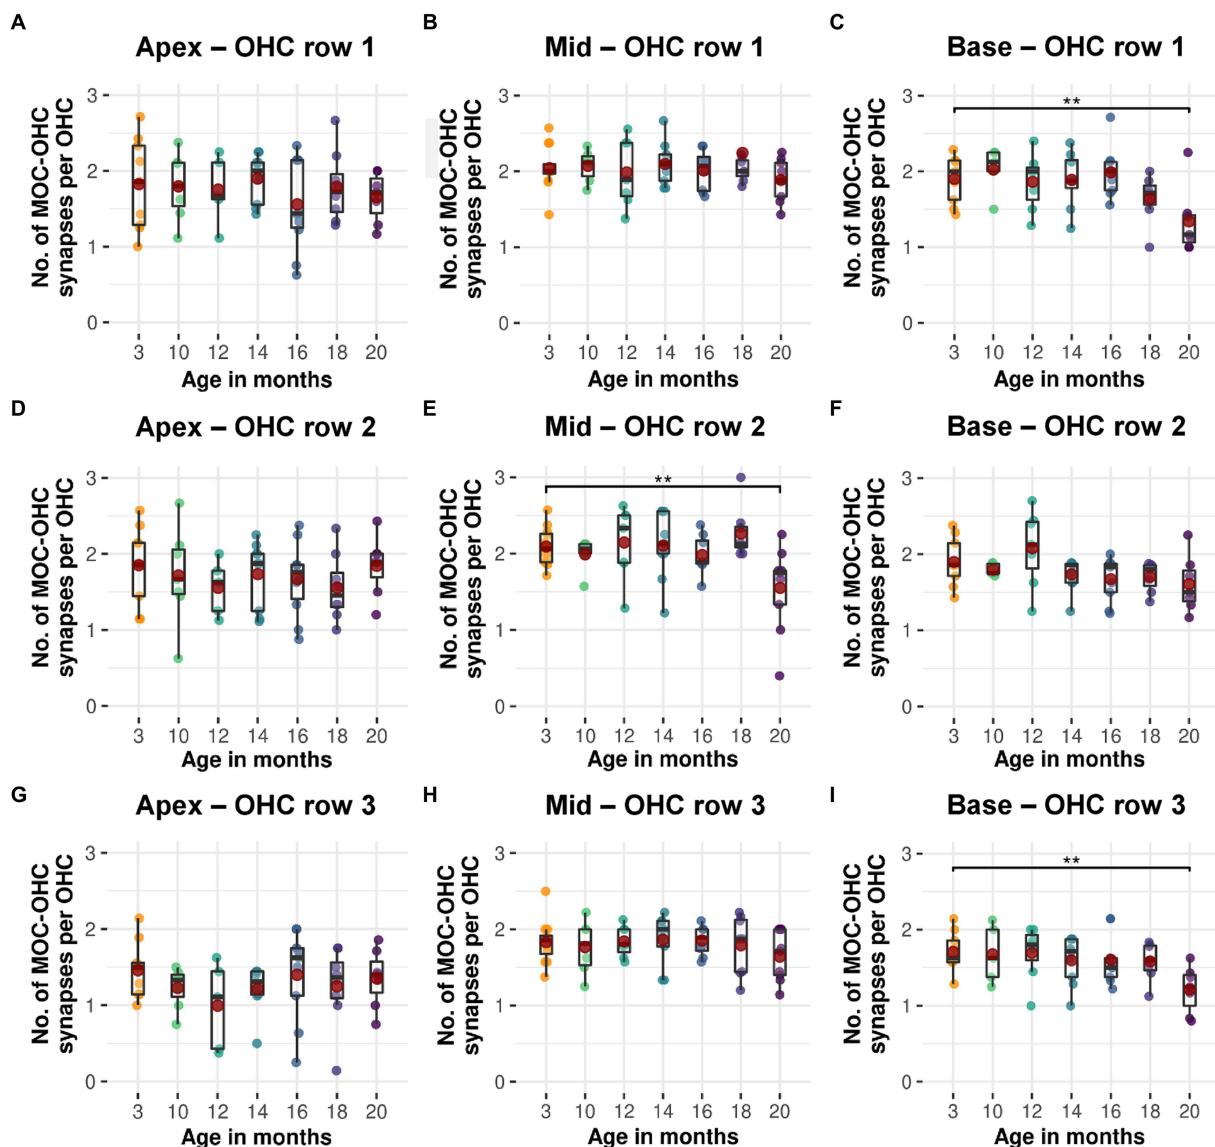 A
Apex – OHC row 1
No. of MOC-OHC
synapses per OHC
3
2
1
0
3 10 12 14 16 18 20
Age in months
B
Mid – OHC row 1
No. of MOC-OHC
synapses per OHC
3
2
1
0
3 10 12 14 16 18 20
Age in months
C
Base – OHC row 1
No. of MOC-OHC
synapses per OHC
3
2
1
0
**
3 10 12 14 16 18 20
Age in months
D
Apex – OHC row 2
No. of MOC-OHC
synapses per OHC
3
2
1
0
3 10 12 14 16 18 20
Age in months
E
Mid – OHC row 2
No. of MOC-OHC
synapses per OHC
3
2
1
0
**
3 10 12 14 16 18 20
Age in months
F
Base – OHC row 2
No. of MOC-OHC
synapses per OHC
3
2
1
0
3 10 12 14 16 18 20
Age in months
G
Apex – OHC row 3
No. of MOC-OHC
synapses per OHC
3
2
1
0
3 10 12 14 16 18 20
Age in months
H
Mid – OHC row 3
No. of MOC-OHC
synapses per OHC
3
2
1
0
3 10 12 14 16 18 20
Age in months
I
Base – OHC row 3
No. of MOC-OHC
synapses per OHC
3
2
1
0
**
3 10 12 14 16 18 20
Age in months